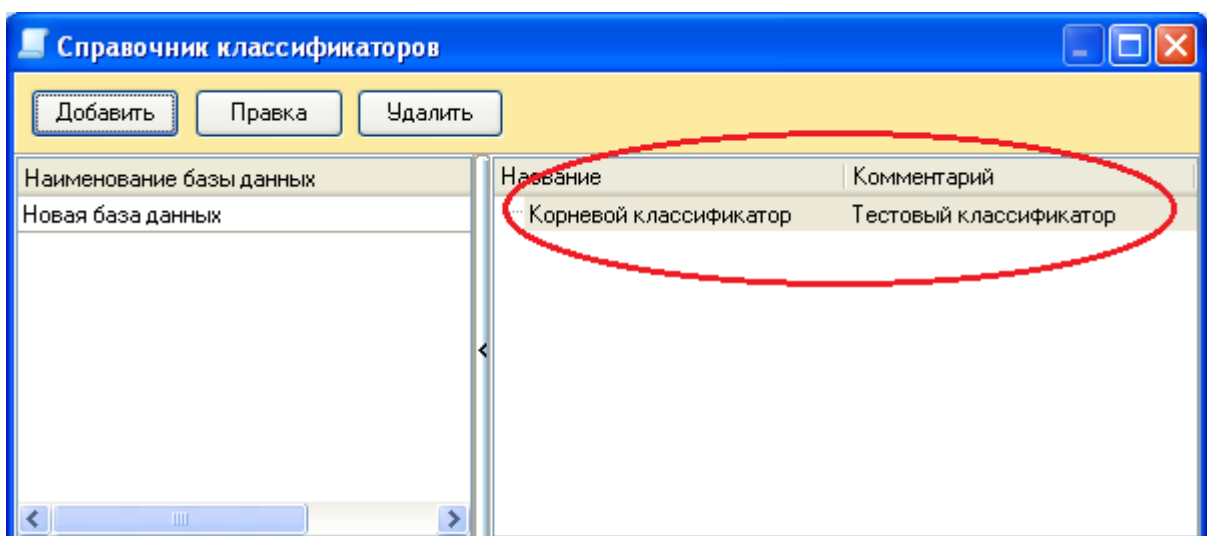 Справочник классификаторов
Добавить Правка Удалить
Наименование базы данных
Новая база данных
Название Комментарий
Корневой классификатор Тестовый классификатор